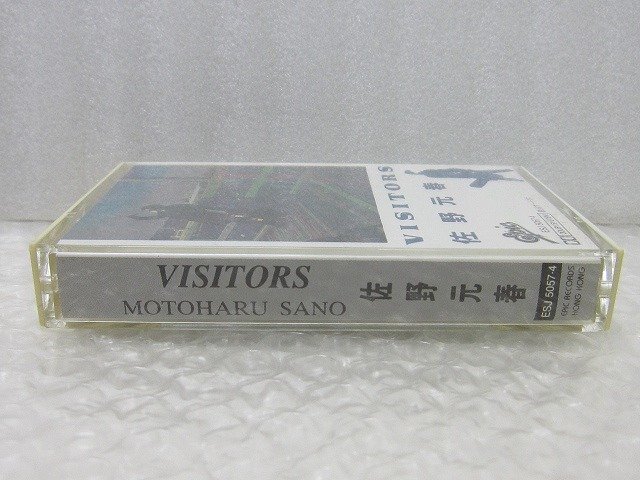 VISITORS
佐野元春
VISITORS
MOTOHARU SANO
佐野元春
ESJ 5057-4
EPIC RECORDS
HONG KONG